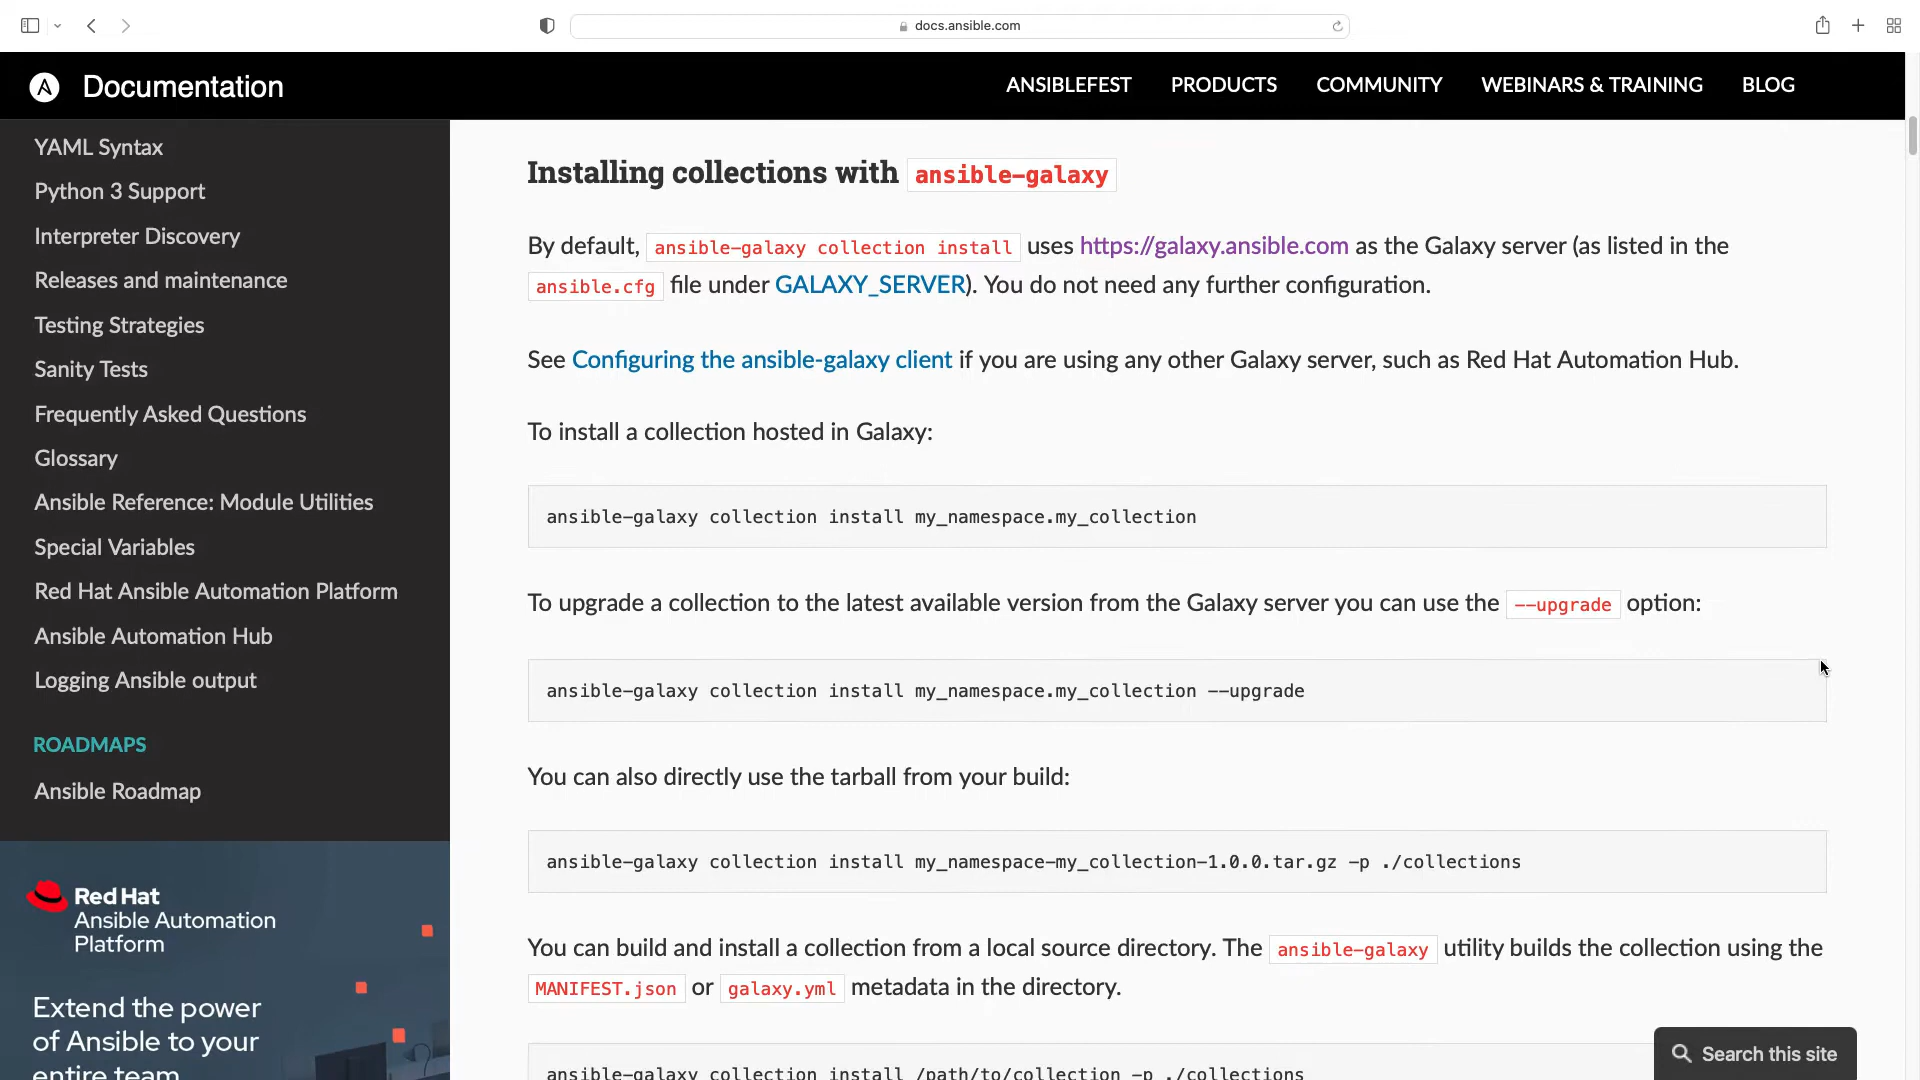 docs.ansible.com
Documentation
ANSIBLEFEST
PRODUCTS
COMMUNITY
WEBINARS & TRAINING
BLOG
YAML Syntax
Python 3 Support
Interpreter Discovery
Releases and maintenance
Testing Strategies
Sanity Tests
Frequently Asked Questions
Glossary
Ansible Reference: Module Utilities
Special Variables
Red Hat Ansible Automation Platform
Ansible Automation Hub
Logging Ansible output
ROADMAPS
Ansible Roadmap
Red Hat
Ansible Automation
Platform
Extend the power
of Ansible to your
entire team
Installing collections with ansible-galaxy
By default, ansible-galaxy collection install uses https://galaxy.ansible.com as the Galaxy server (as listed in the
ansible.cfg file under GALAXY_SERVER). You do not need any further configuration.
See Configuring the ansible-galaxy client if you are using any other Galaxy server, such as Red Hat Automation Hub.
To install a collection hosted in Galaxy:
ansible-galaxy collection install my_namespace.my_collection
To upgrade a collection to the latest available version from the Galaxy server you can use the --upgrade option:
ansible-galaxy collection install my_namespace.my_collection --upgrade
You can also directly use the tarball from your build:
ansible-galaxy collection install my_namespace-my_collection-1.0.0.tar.gz -p ./collections
You can build and install a collection from a local source directory. The ansible-galaxy utility builds the collection using the
MANIFEST.json or galaxy.yml metadata in the directory.
ansible-galaxy collection install /path/to/collection -p ./collections
Search this site